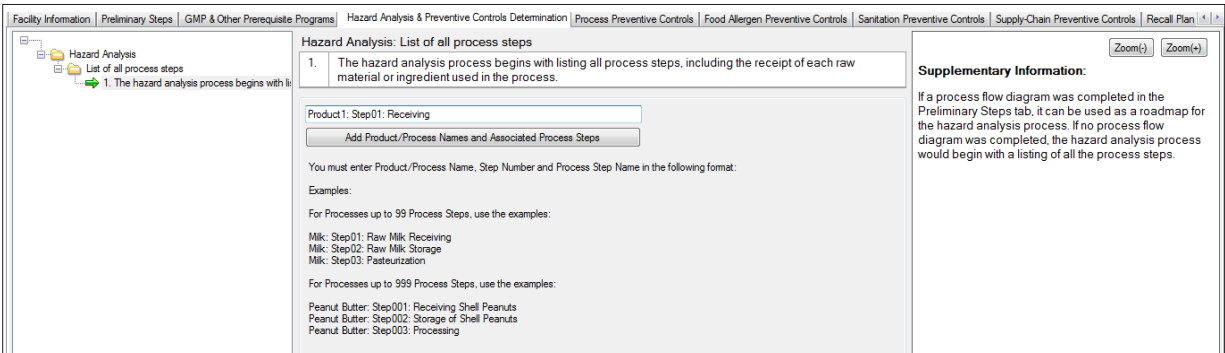 Facility Information | Preliminary Steps | GMP & Other Prerequisite Programs | Hazard Analysis & Preventive Controls Determination | Process Preventive Controls | Food Allergen Preventive Controls | Sanitation Preventive Controls | Supply-Chain Preventive Controls | Recall Plan
Hazard Analysis
List of all process steps
1. The hazard analysis process begins with li
Hazard Analysis: List of all process steps
1. The hazard analysis process begins with listing all process steps, including the receipt of each raw
material or ingredient used in the process.
Product1: Step01: Receiving
Add Product/Process Names and Associated Process Steps
You must enter Product/Process Name, Step Number and Process Step Name in the following format:
Examples:
For Processes up to 99 Process Steps, use the examples:
Milk: Step01: Raw Milk Receiving
Milk: Step02: Raw Milk Storage
Milk: Step03: Pasteurization
For Processes up to 999 Process Steps, use the examples:
Peanut Butter: Step001: Receiving Shell Peanuts
Peanut Butter: Step002: Storage of Shell Peanuts
Peanut Butter: Step003: Processing
Zoom(-) Zoom(+)
Supplementary Information:
If a process flow diagram was completed in the
Preliminary Steps tab, it can be used as a roadmap for
the hazard analysis process. If no process flow
diagram was completed, the hazard analysis process
would begin with a listing of all the process steps.